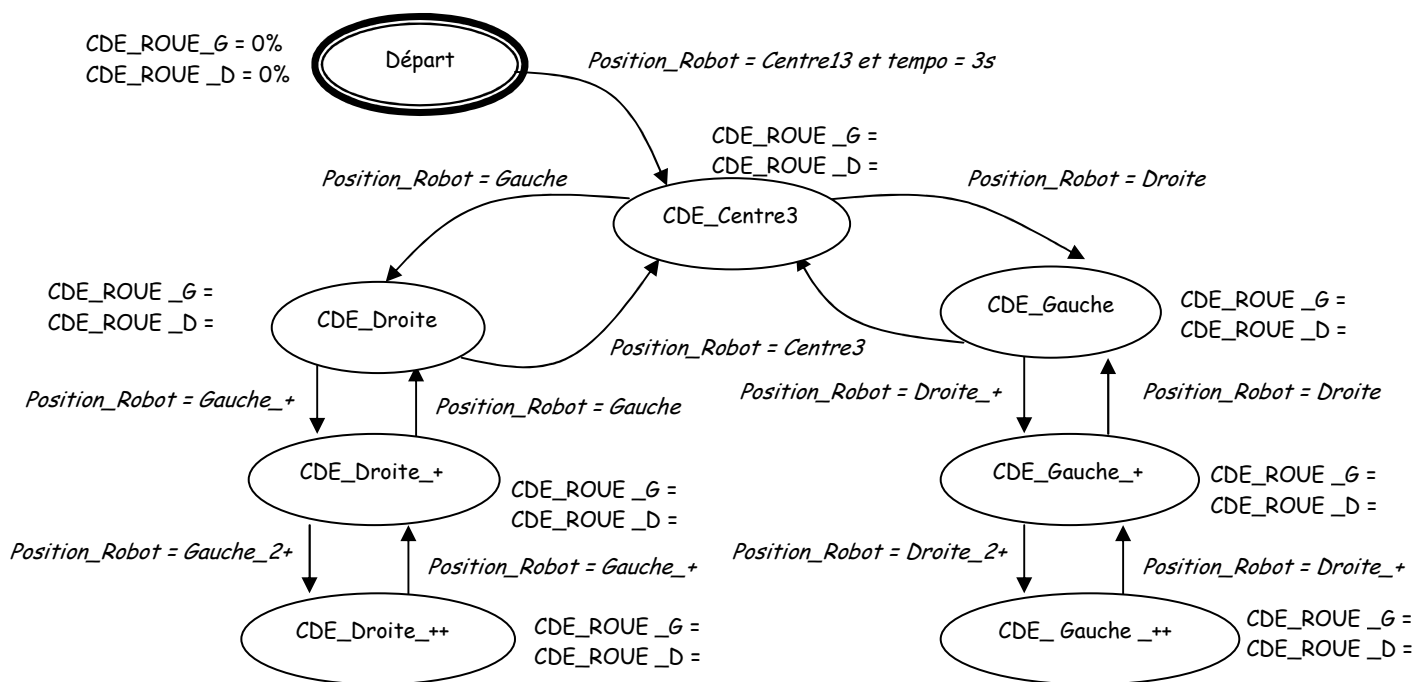 CDE_ROUE_G = 0%
CDE_ROUE _D = 0%
Départ
Position_Robot = Centre13 et tempo = 3s
CDE_ROUE _G =
CDE_ROUE _D =
Position_Robot = Gauche
Position_Robot = Droite
CDE_Centre3
CDE_ROUE _G =
CDE_ROUE _D =
CDE_Droite
CDE_Gauche
CDE_ROUE _G =
CDE_ROUE _D =
Position_Robot = Centre3
Position_Robot = Gauche_+
Position_Robot = Gauche
Position_Robot = Droite_+
Position_Robot = Droite
CDE_Droite_+
CDE_ROUE _G =
CDE_ROUE _D =
CDE_Gauche_+
CDE_ROUE _G =
CDE_ROUE _D =
Position_Robot = Gauche_2+
Position_Robot = Gauche_+
Position_Robot = Droite_2+
Position_Robot = Droite_+
CDE_Droite_++
CDE_ROUE _G =
CDE_ROUE _D =
CDE_ Gauche _++
CDE_ROUE _G =
CDE_ROUE _D =